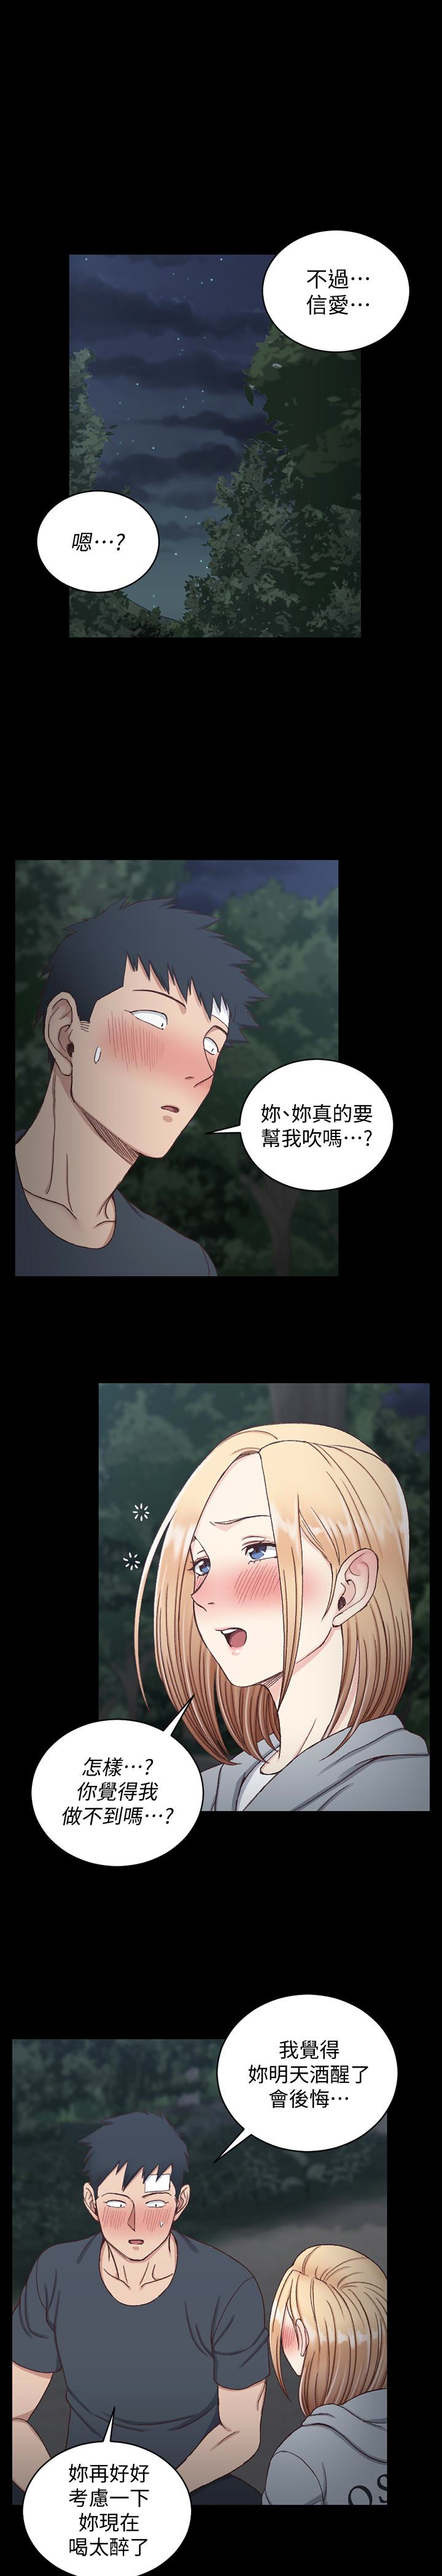 不過⋯
信愛⋯
嗯⋯?
妳、妳真的要
幫我吹嗎⋯?
怎樣⋯?
你覺得我
做不到嗎⋯?
我覺得
妳明天酒醒了
會後悔⋯
妳再好好
考慮一下
妳現在
喝太醉了
OS